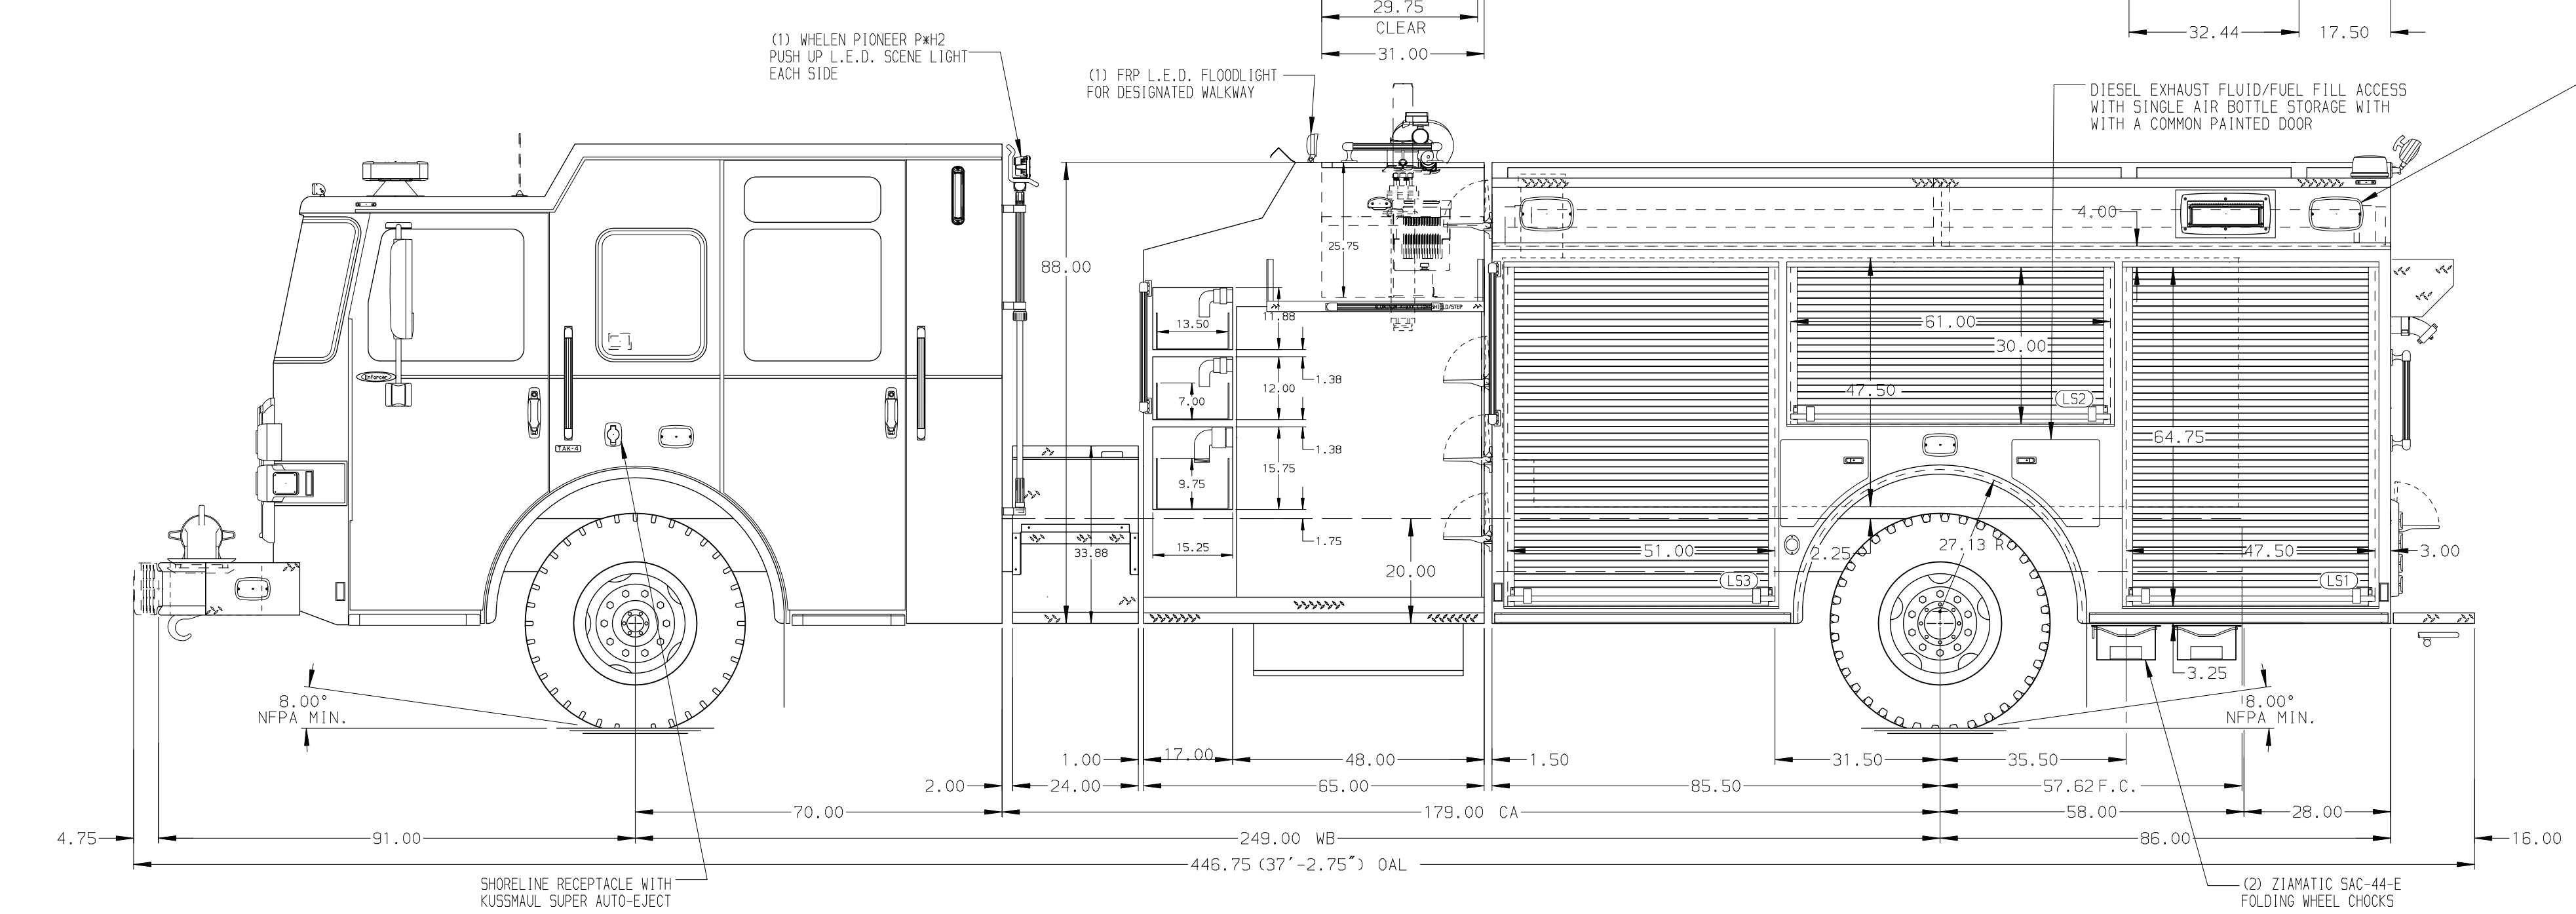 29.75
CLEAR
31.00
32.44
17.50
(1) WHELEN PIONEER P*H2
PUSH UP L.E.D. SCENE LIGHT
EACH SIDE
(1) FRP L.E.D. FLOODLIGHT
FOR DESIGNATED WALKWAY
DIESEL EXHAUST FLUID/FUEL FILL ACCESS
WITH SINGLE AIR BOTTLE STORAGE WITH
WITH A COMMON PAINTED DOOR
4.00
25.75
88.00
13.50
11.88
61.00
30.00
Enforcer
1.38
12.00
7.00
47.50
LS2
64.75
TAK-4
1.38
15.75
9.75
1.75
33.88
15.25
20.00
51.00
2.25
27.13 R
47.50
3.00
LS3
LS1
3.25
8.00°
NFPA MIN.
8.00°
NFPA MIN.
1.00
17.00
48.00
1.50
31.50
35.50
2.00
24.00
65.00
85.50
57.62 F.C.
70.00
179.00 CA
58.00
28.00
4.75
91.00
249.00 WB
86.00
16.00
446.75 (37'-2.75") OAL
SHORELINE RECEPTACLE WITH
KUSSMAUL SUPER AUTO-EJECT
(2) ZIAMATIC SAC-44-E
FOLDING WHEEL CHOCKS